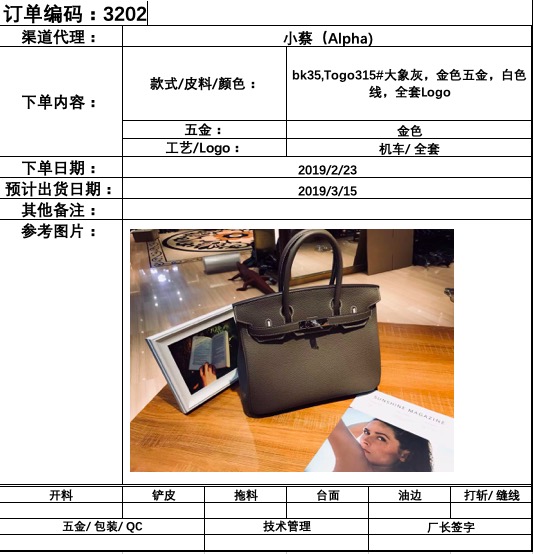 订单编码：3202
渠道代理： 小蔡（Alpha)
下单内容： 款式/皮料/颜色： bk35,Togo315#大象灰，金色五金，白色
线，全套Logo
五金： 金色
工艺/Logo： 机车/ 全套
下单日期： 2019/2/23
预计出货日期： 2019/3/15
其他备注：
参考图片：
SUNSHINE MAGAZINE
开料 铲皮 拖料 台面 油边 打斩/ 缝线
五金/ 包装/ QC 技术管理 厂长签字